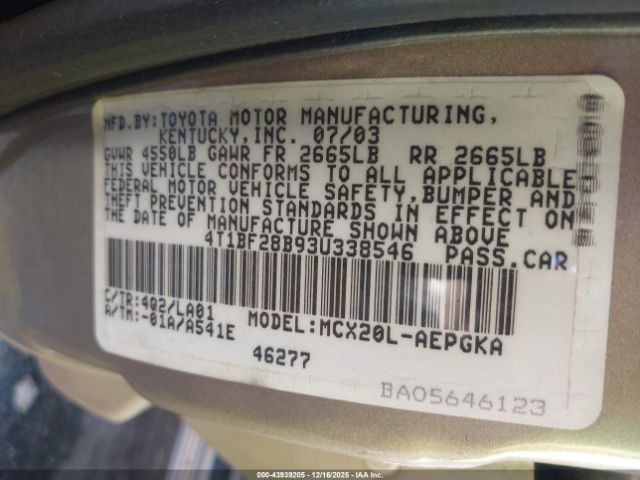 MFD.BY:TOYOTA MOTOR MANUFACTURING,
KENTUCKY,INC. 07/03
GVWR 4550LB GAWR FR 2665LB RR 2665LB
THIS VEHICLE CONFORMS TO ALL APPLICABLE
FEDERAL MOTOR VEHICLE SAFETY,BUMPER AND
THEFT PREVENTION STANDARDS IN EFFECT ON
THE DATE OF MANUFACTURE SHOWN ABOVE
4T1BF28B93U338546 PASS.CAR
C/TR:4Q2/LA01 MODEL:MCX20L-AEPGKA
A/TM:-01A/A541E
46277
BA05646123
000-43939205 - 12/16/2025 - IAAI.COM